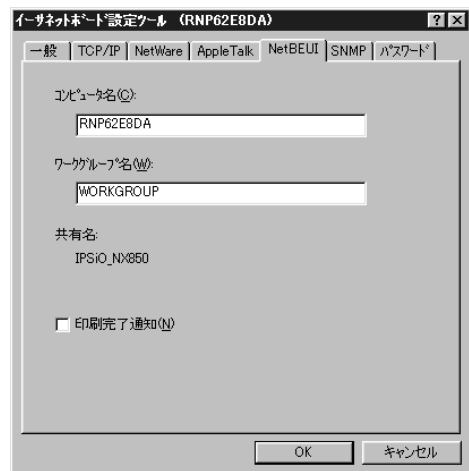 ｲｰｻﾈｯﾄﾎﾞｰﾄﾞ設定ﾂｰﾙ (RNP62E8DA)
一般 TCP/IP NetWare AppleTalk NetBEUI SNMP ﾊﾟｽﾜｰﾄﾞ
ｺﾝﾋﾟｭｰﾀ名(C):
RNP62E8DA
ﾜｰｸｸﾞﾙｰﾌﾟ名(W):
WORKGROUP
共有名:
IPSiO_NX850
印刷完了通知(N)
OK ｷｬﾝｾﾙ